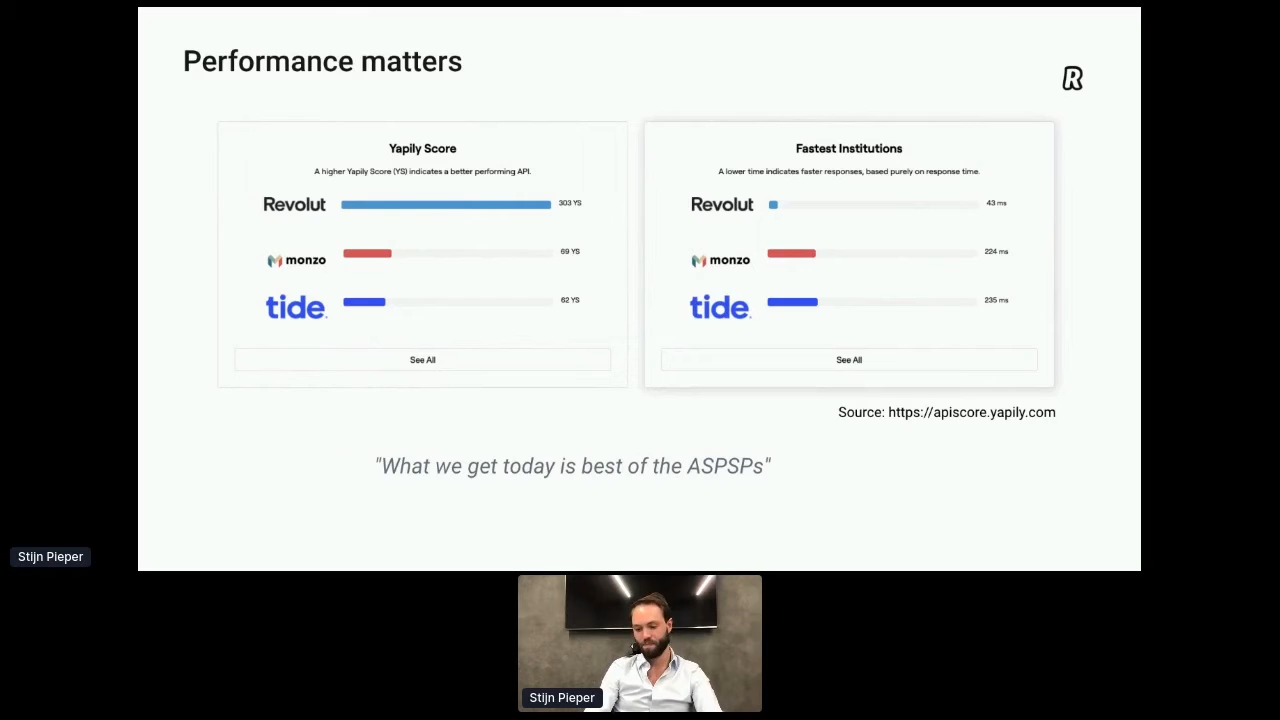 Performance matters
R
Yapily Score
A higher Yapily Score (YS) indicates a better performing API.
Revolut 303 YS
monzo 69 YS
tide 62 YS
See All
Fastest Institutions
A lower time indicates faster responses, based purely on response time.
Revolut 43 ms
monzo 224 ms
tide 235 ms
See All
Source: https://apiscore.yapily.com
"What we get today is best of the ASPSPs"
Stijn Pieper
Stijn Pieper